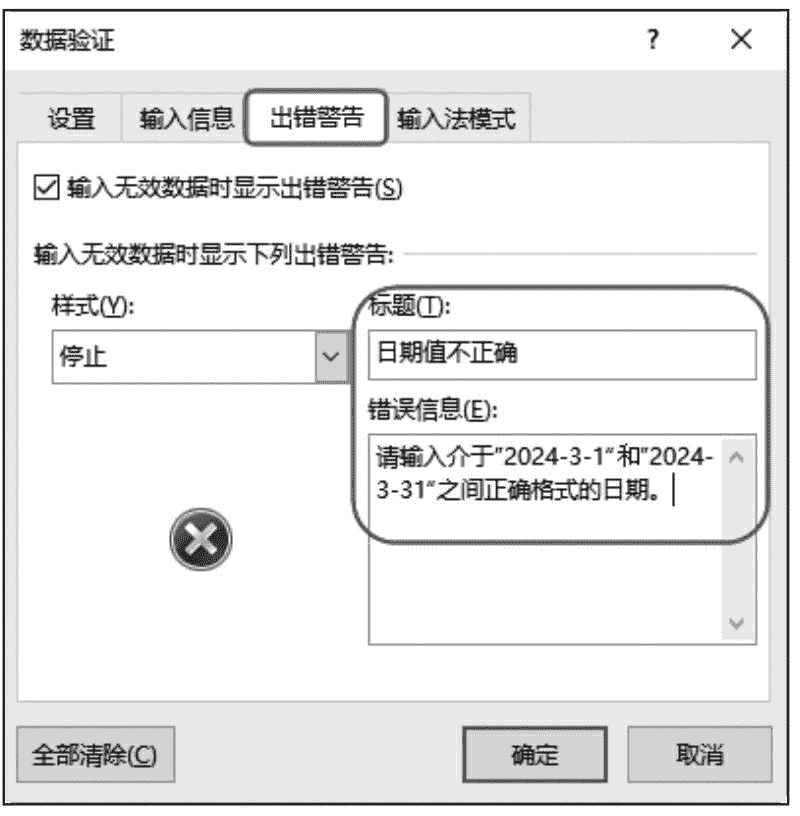 数据验证 ? ×
设置 输入信息 出错警告 输入法模式
输入无效数据时显示出错警告(S)
输入无效数据时显示下列出错警告:
样式(Y):
停止
标题(T):
日期值不正确
错误信息(E):
请输入介于"2024-3-1"和"2024-
3-31"之间正确格式的日期。
全部清除(C) 确定 取消